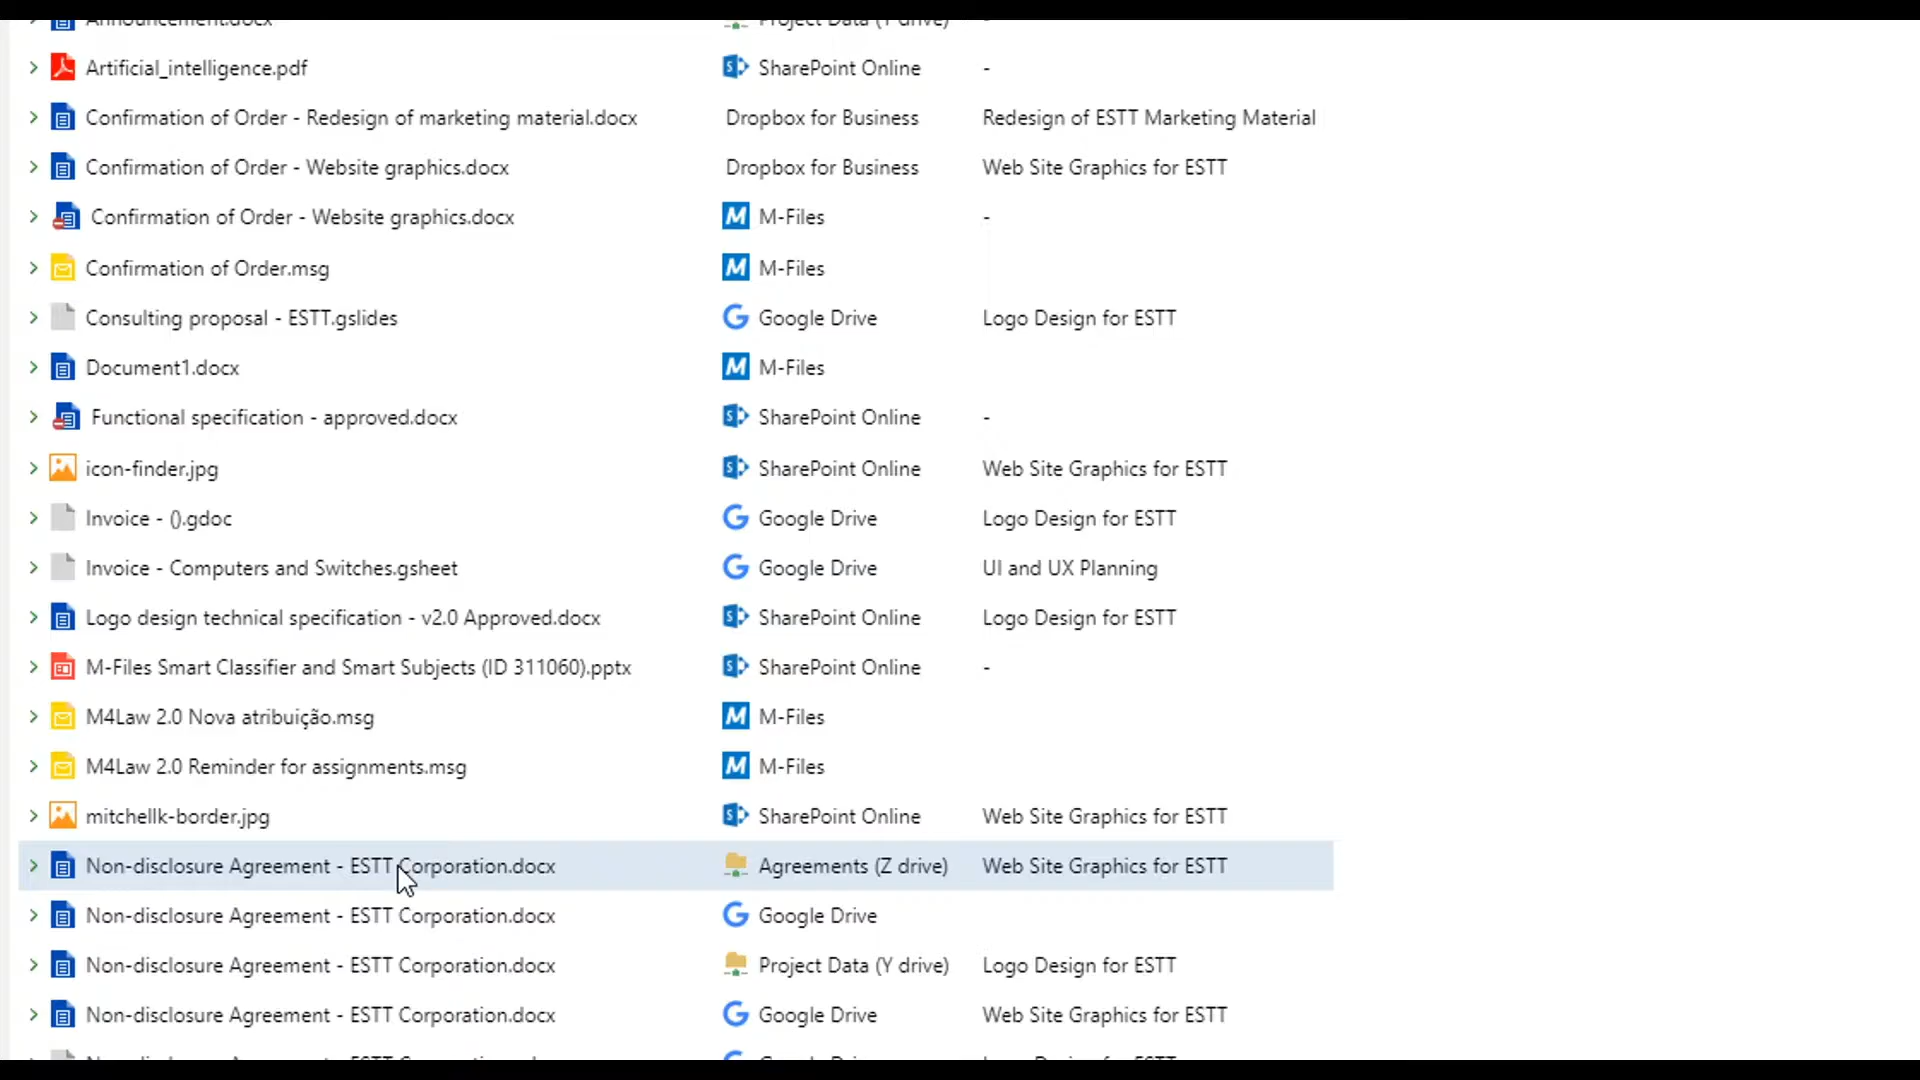 Announcement.docx Project Data (Y drive) -
Artificial_intelligence.pdf SharePoint Online -
Confirmation of Order - Redesign of marketing material.docx Dropbox for Business Redesign of ESTT Marketing Material
Confirmation of Order - Website graphics.docx Dropbox for Business Web Site Graphics for ESTT
Confirmation of Order - Website graphics.docx M M-Files -
Confirmation of Order.msg M M-Files
Consulting proposal - ESTT.gslides G Google Drive Logo Design for ESTT
Document1.docx M M-Files
Functional specification - approved.docx SharePoint Online -
icon-finder.jpg SharePoint Online Web Site Graphics for ESTT
Invoice - ().gdoc G Google Drive Logo Design for ESTT
Invoice - Computers and Switches.gsheet G Google Drive UI and UX Planning
Logo design technical specification - v2.0 Approved.docx SharePoint Online Logo Design for ESTT
M-Files Smart Classifier and Smart Subjects (ID 311060).pptx SharePoint Online -
M4Law 2.0 Nova atribuição.msg M M-Files
M4Law 2.0 Reminder for assignments.msg M M-Files
mitchellk-border.jpg SharePoint Online Web Site Graphics for ESTT
Non-disclosure Agreement - ESTT Corporation.docx Agreements (Z drive) Web Site Graphics for ESTT
Non-disclosure Agreement - ESTT Corporation.docx G Google Drive
Non-disclosure Agreement - ESTT Corporation.docx Project Data (Y drive) Logo Design for ESTT
Non-disclosure Agreement - ESTT Corporation.docx G Google Drive Web Site Graphics for ESTT